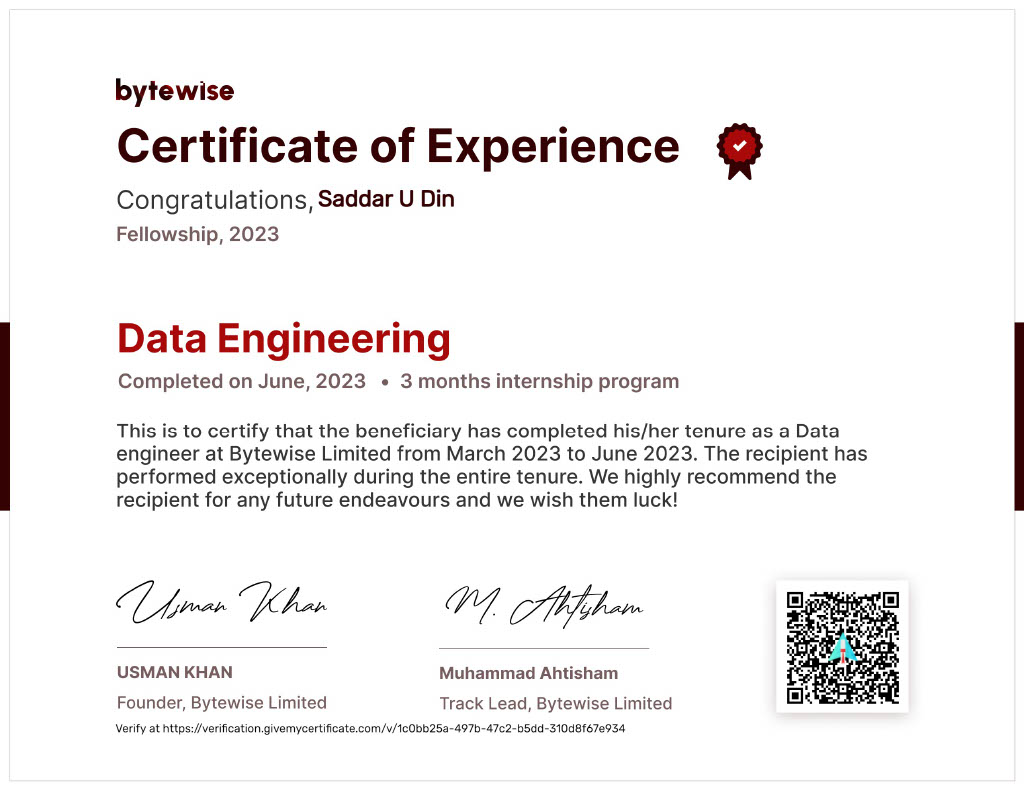 bytewise
Certificate of Experience
Congratulations, Saddar U Din
Fellowship, 2023
Data Engineering
Completed on June, 2023 • 3 months internship program
This is to certify that the beneficiary has completed his/her tenure as a Data
engineer at Bytewise Limited from March 2023 to June 2023. The recipient has
performed exceptionally during the entire tenure. We highly recommend the
recipient for any future endeavours and we wish them luck!
Usman Khan
M. Ahtisham
USMAN KHAN
Muhammad Ahtisham
Founder, Bytewise Limited
Track Lead, Bytewise Limited
Verify at https://verification.givemycertificate.com/v/1c0bb25a-497b-47c2-b5dd-310d8f67e934